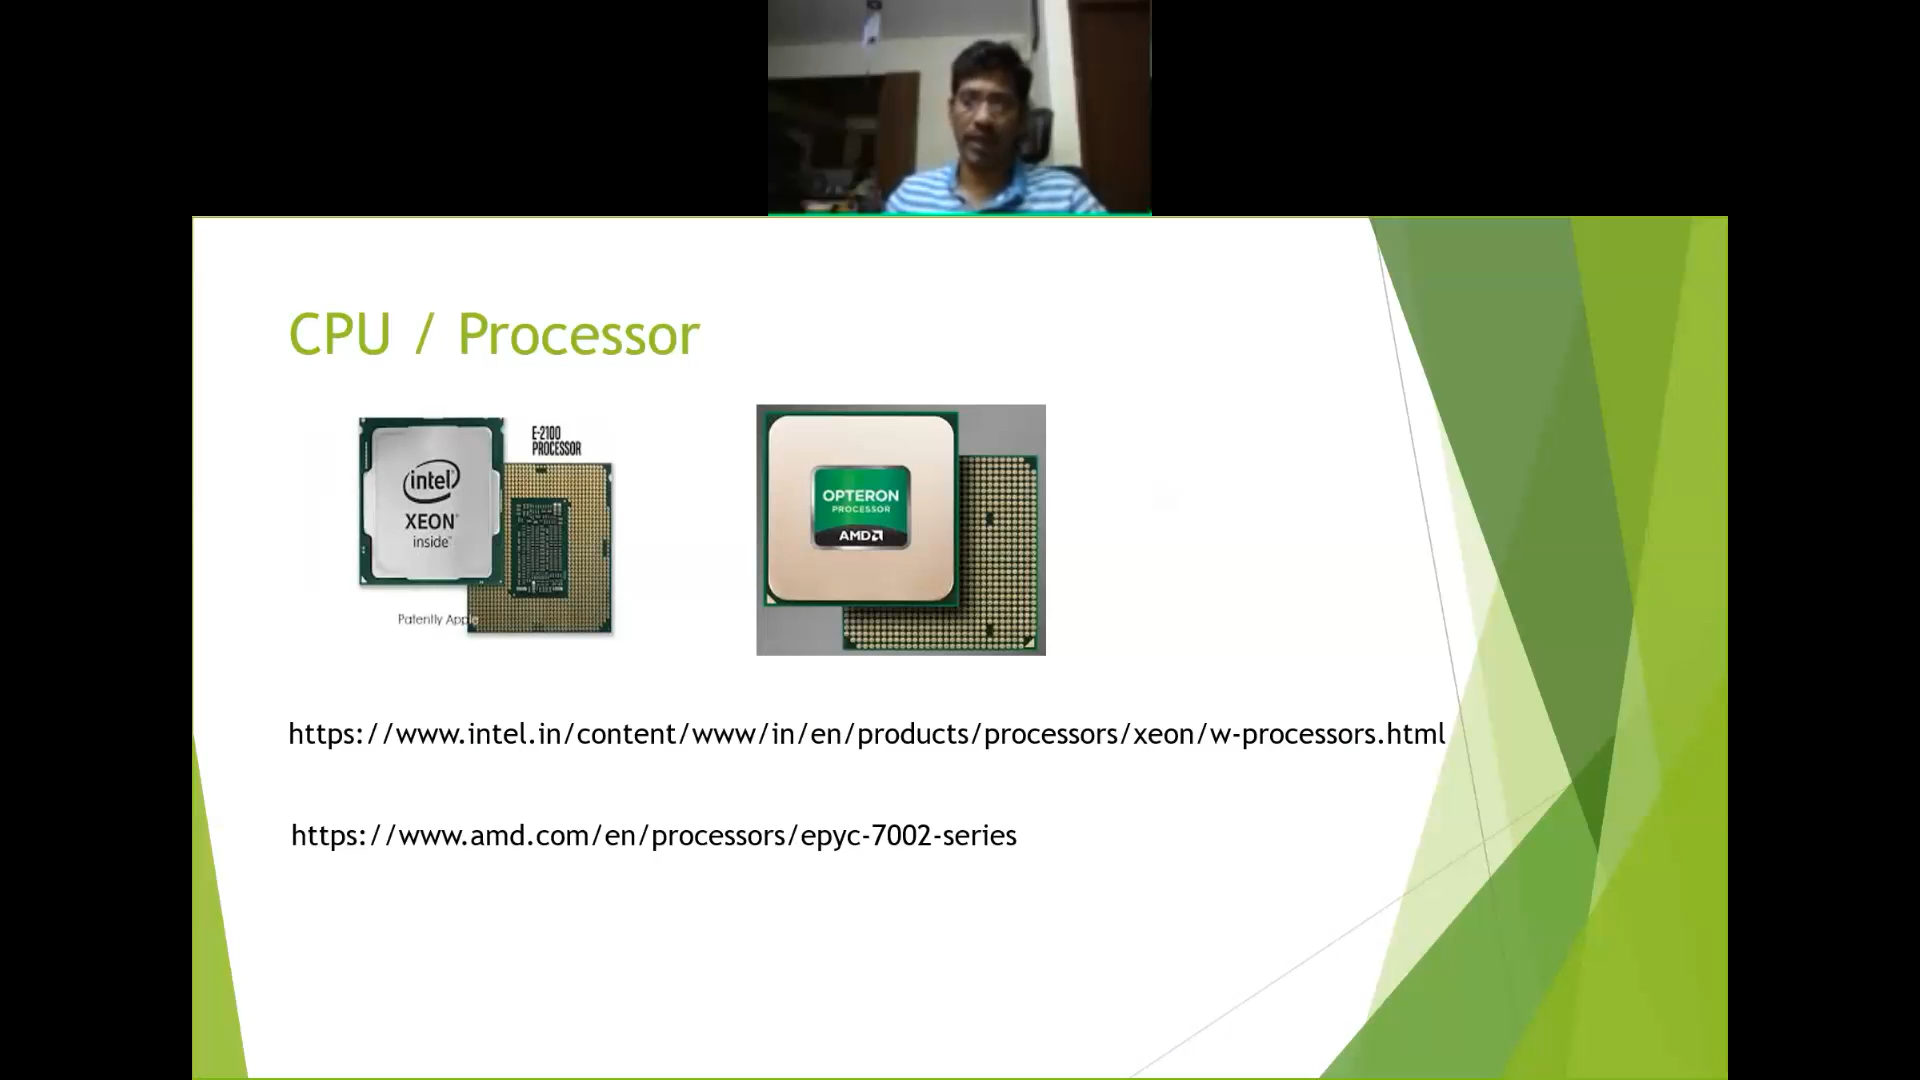 CPU / Processor
E-2100
PROCESSOR
intel
XEON
inside™
Patently Apple
OPTERON
PROCESSOR
AMD
https://www.intel.in/content/www/in/en/products/processors/xeon/w-processors.html
https://www.amd.com/en/processors/epyc-7002-series